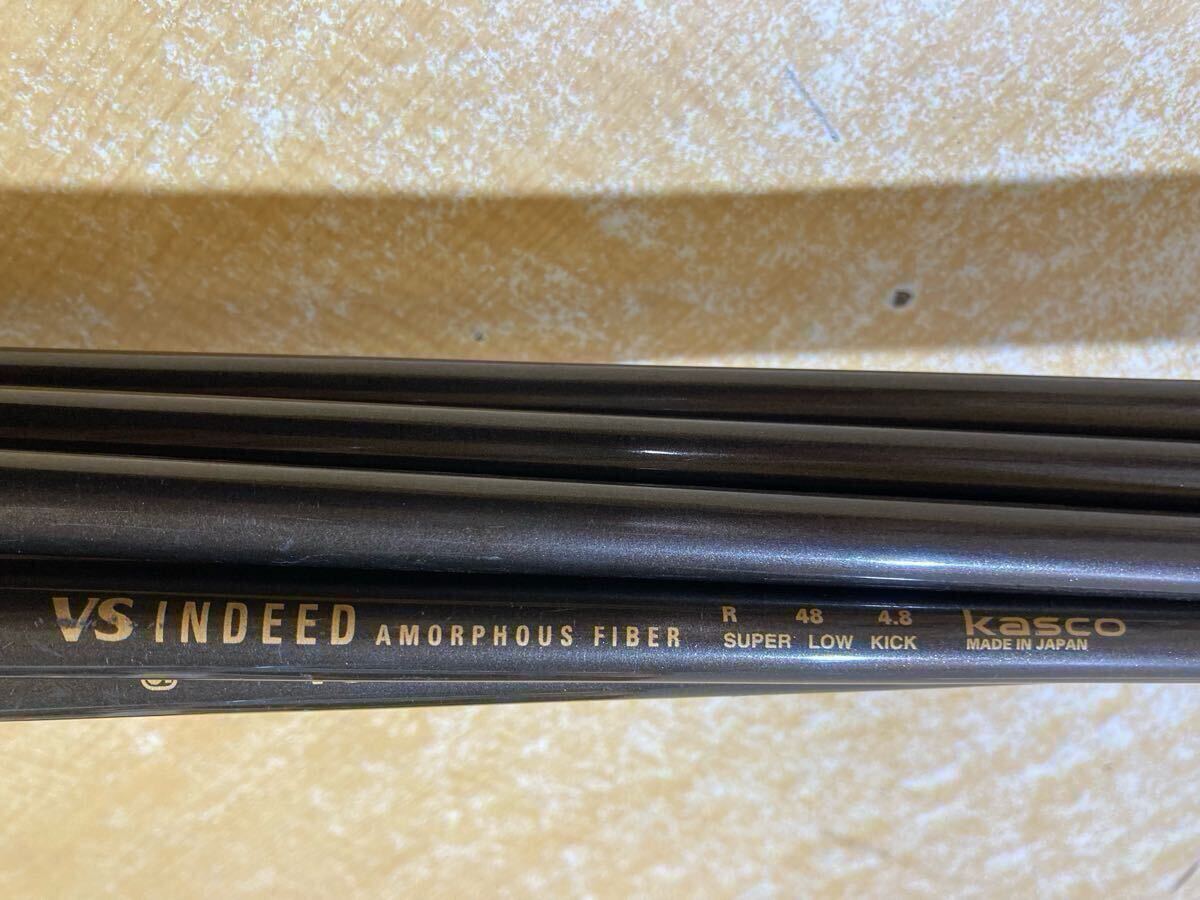 VS INDEED AMORPHOUS FIBER
R 48 4.8
SUPER LOW KICK
kasco
MADE IN JAPAN